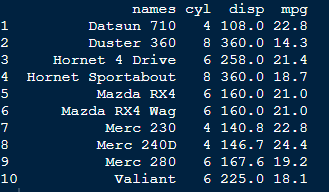 names cyl disp mpg
1 Datsun 710 4 108.0 22.8
2 Duster 360 8 360.0 14.3
3 Hornet 4 Drive 6 258.0 21.4
4 Hornet Sportabout 8 360.0 18.7
5 Mazda RX4 6 160.0 21.0
6 Mazda RX4 Wag 6 160.0 21.0
7 Merc 230 4 140.8 22.8
8 Merc 240D 4 146.7 24.4
9 Merc 280 6 167.6 19.2
10 Valiant 6 225.0 18.1